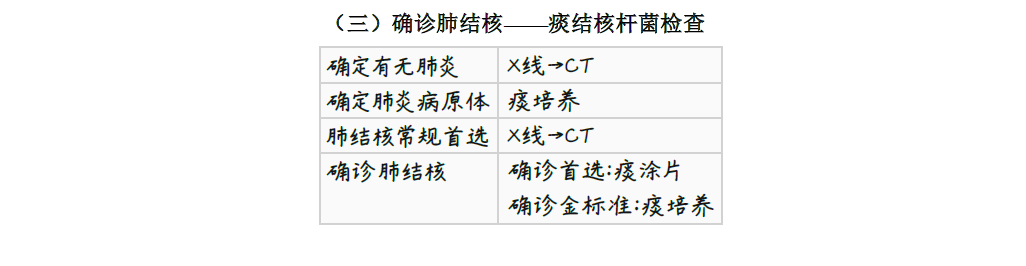 （三）确诊肺结核——痰结核杆菌检查
确定有无肺炎 X线→CT
确定肺炎病原体 痰培养
肺结核常规首选 X线→CT
确诊肺结核 确诊首选:痰涂片
确诊金标准:痰培养